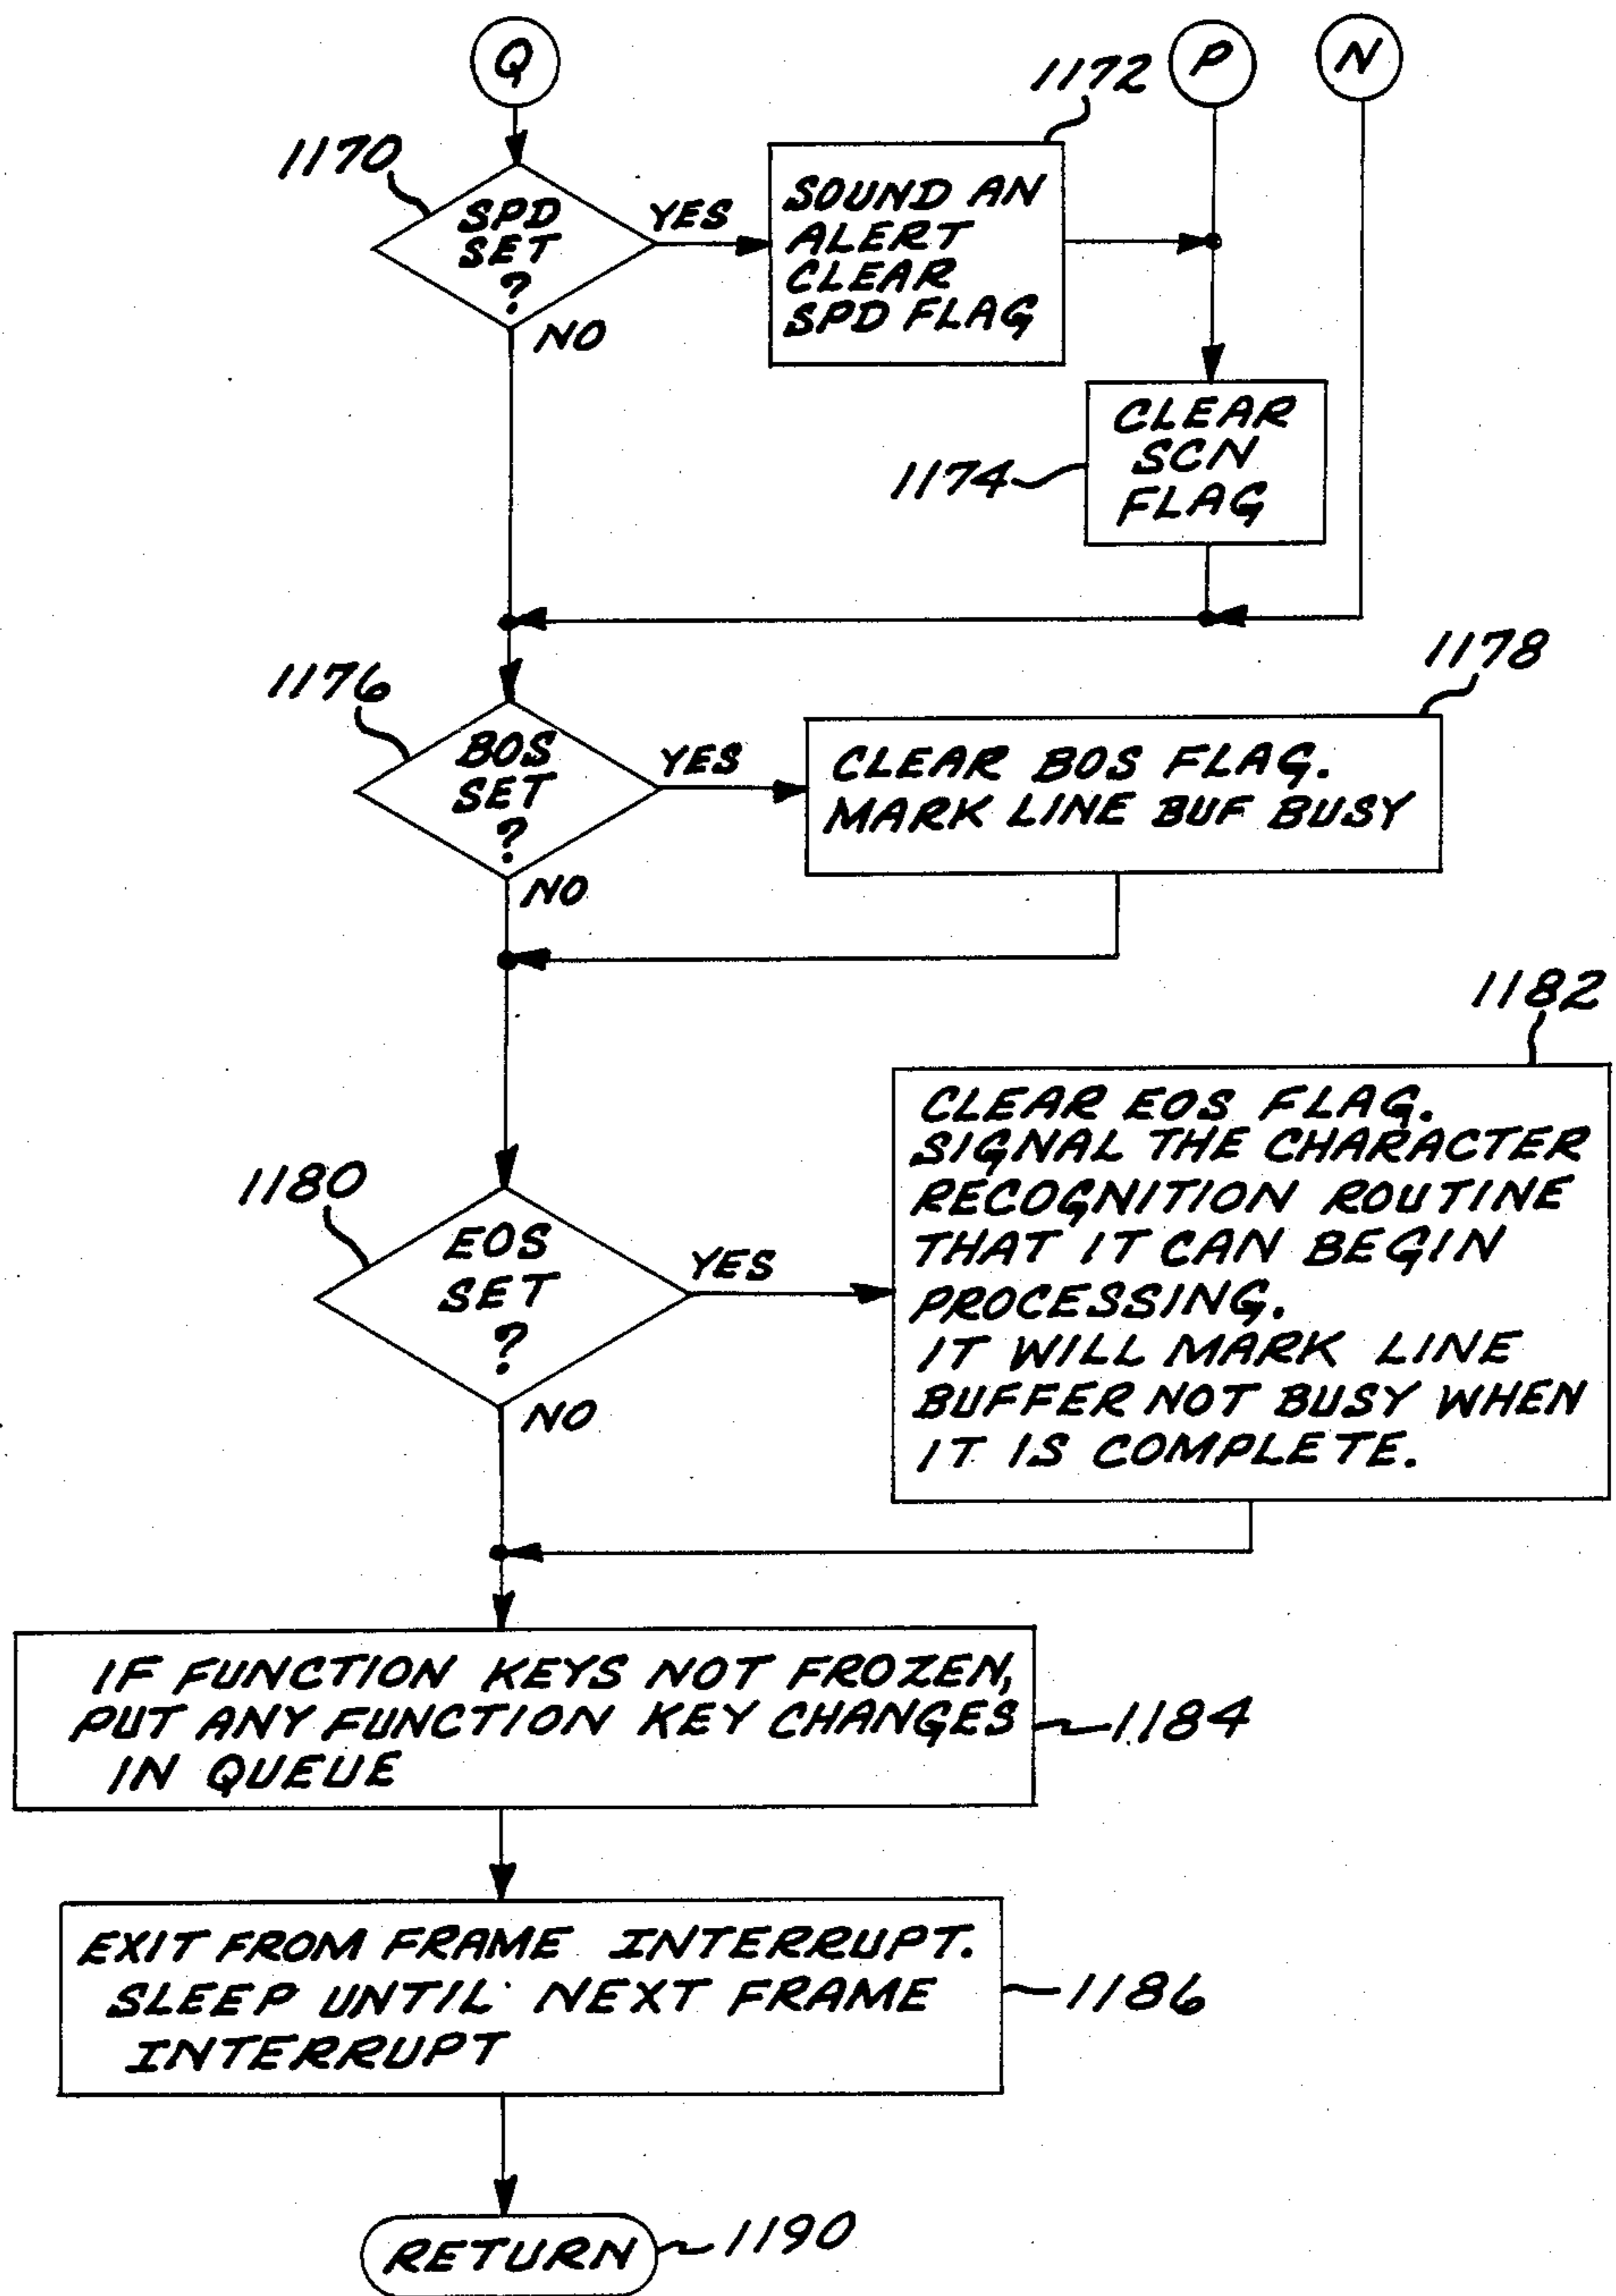 Q
P
N
1172
1170
SPD
SET
?
YES
NO
SOUND AN
ALERT
CLEAR
SPD FLAG
1174
CLEAR
SCN
FLAG
1176
BOS
SET
?
YES
NO
1178
CLEAR BOS FLAG.
MARK LINE BUF BUSY
1180
EOS
SET
?
YES
NO
1182
CLEAR EOS FLAG.
SIGNAL THE CHARACTER
RECOGNITION ROUTINE
THAT IT CAN BEGIN
PROCESSING.
IT WILL MARK LINE
BUFFER NOT BUSY WHEN
IT IS COMPLETE.
IF FUNCTION KEYS NOT FROZEN,
PUT ANY FUNCTION KEY CHANGES
IN QUEUE
1184
EXIT FROM FRAME INTERRUPT.
SLEEP UNTIL NEXT FRAME
INTERRUPT
1186
RETURN
1190